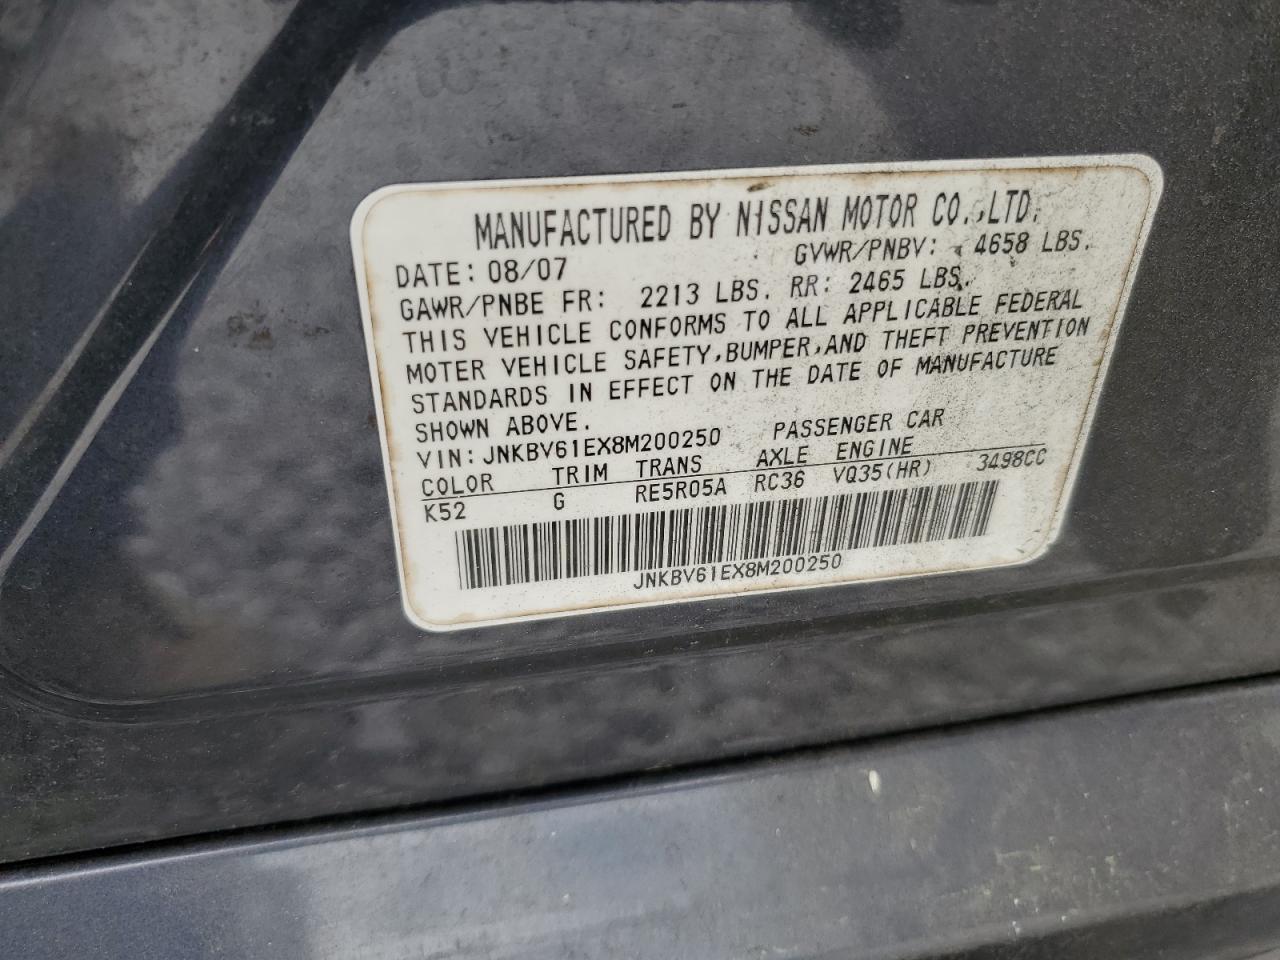 MANUFACTURED BY NISSAN MOTOR CO.,LTD.
DATE: 08/07 GVWR/PNBV: 4658 LBS.
GAWR/PNBE FR: 2213 LBS. RR: 2465 LBS.
THIS VEHICLE CONFORMS TO ALL APPLICABLE FEDERAL
MOTER VEHICLE SAFETY,BUMPER,AND THEFT PREVENTION
STANDARDS IN EFFECT ON THE DATE OF MANUFACTURE
SHOWN ABOVE.
VIN: JNKBV61EX8M200250 PASSENGER CAR
COLOR TRIM TRANS AXLE ENGINE
K52 G RE5R05A RC36 VQ35(HR) 3498CC
JNKBV61EX8M200250